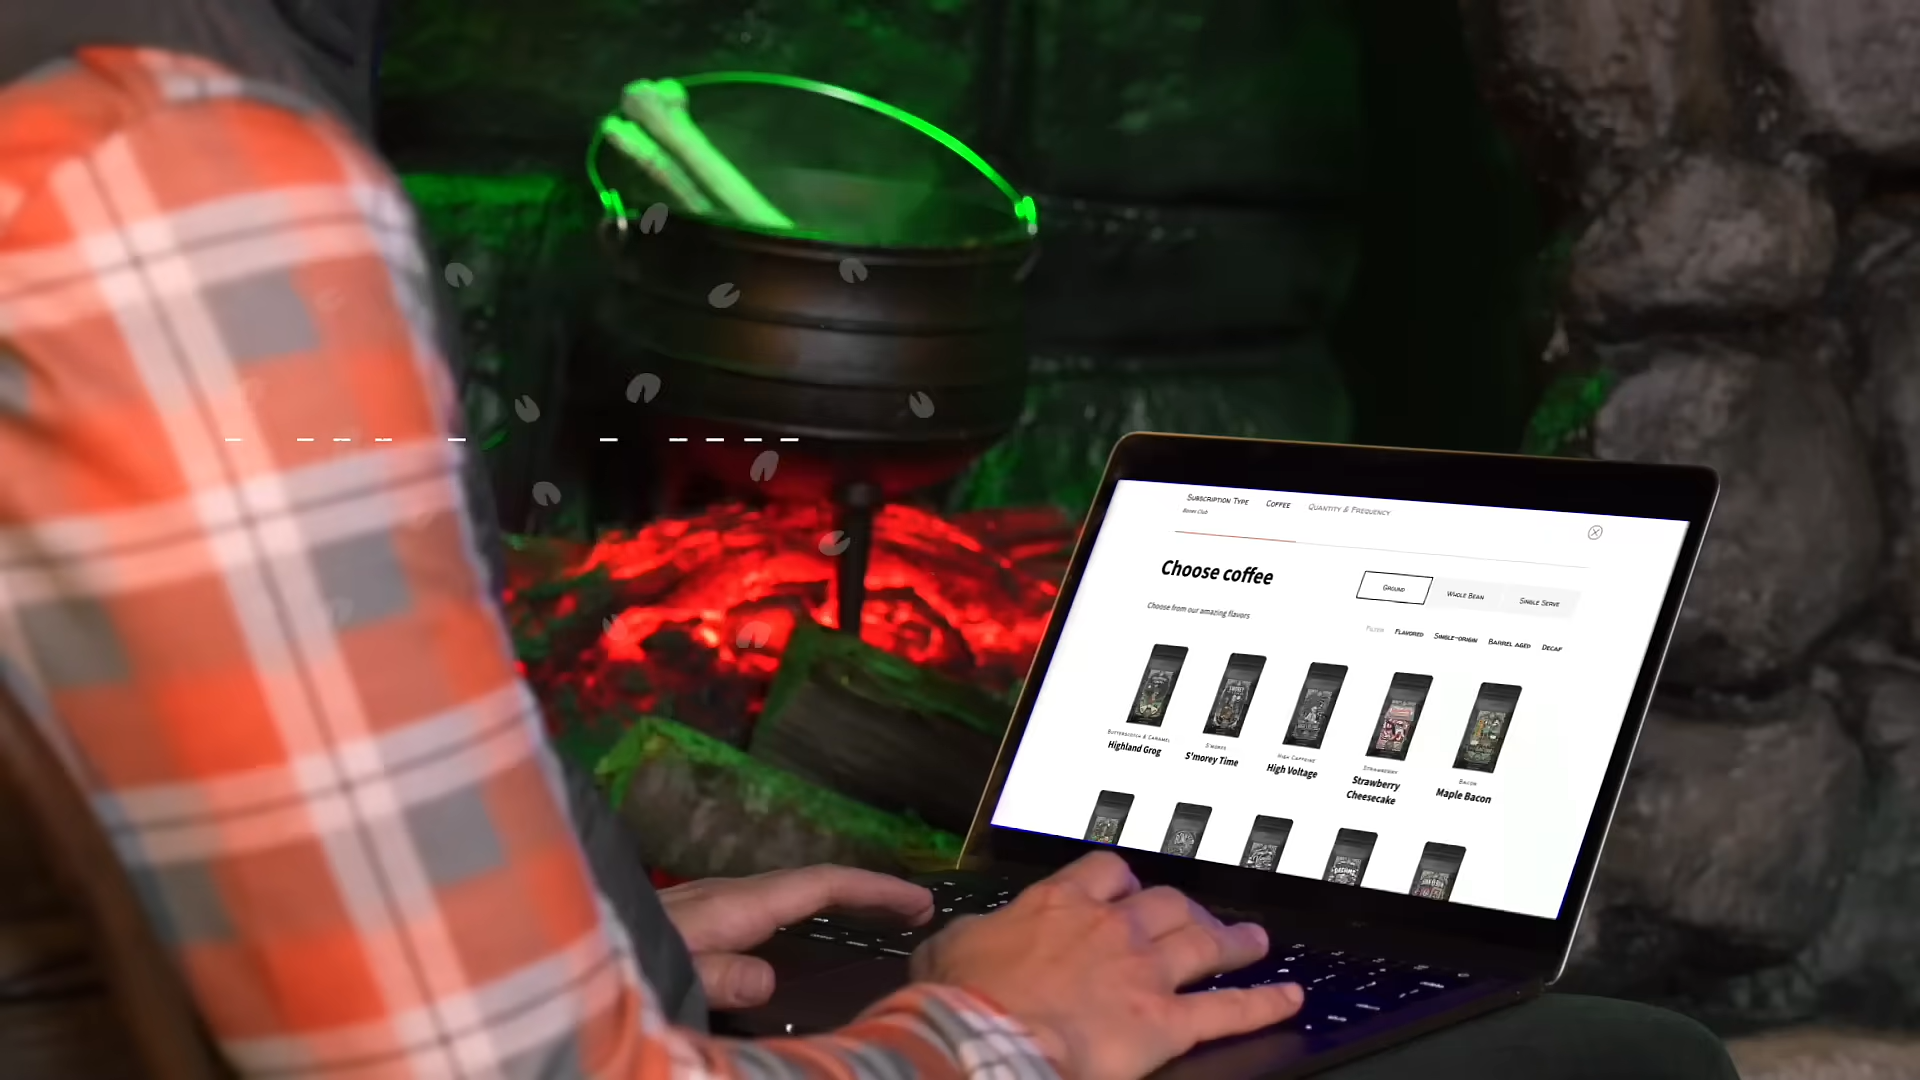 Subscription Type Coffee Quantity & Frequency
Bones Club
Choose coffee
Ground Whole Bean Single Serve
Choose from our amazing flavors
Filter Flavored Single-origin Barrel aged Decaf
Butterscotch & Caramel S'mores High Caffeine Strawberry Bacon
Highland Grog S'morey Time High Voltage Strawberry Cheesecake Maple Bacon